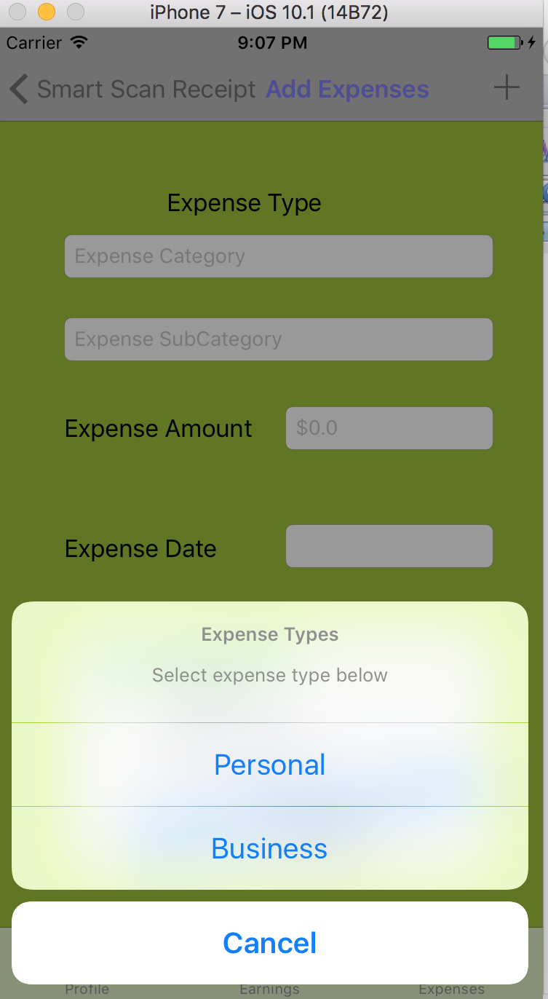 iPhone 7 – iOS 10.1 (14B72)
Carrier 9:07 PM
Smart Scan Receipt Add Expenses
Expense Type
Expense Category
Expense SubCategory
Expense Amount $0.0
Expense Date
Expense Types
Select expense type below
Personal
Business
Cancel
Profile Earnings Expenses